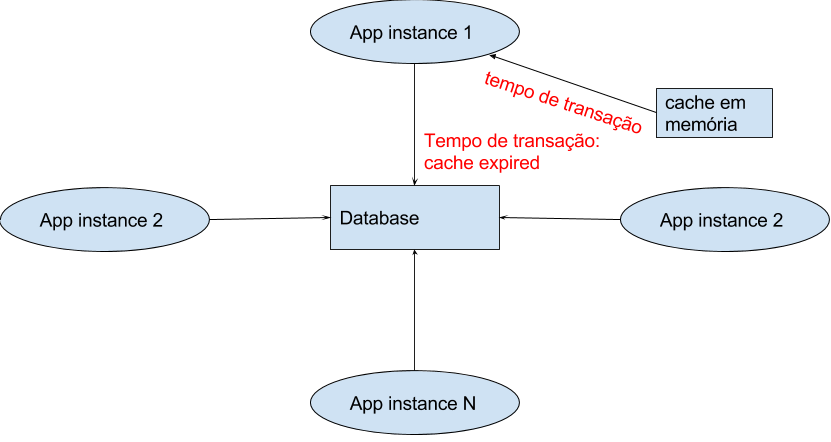 App instance 1
tempo de transação
cache em
memória
Tempo de transação:
cache expired
App instance 2
Database
App instance 2
App instance N